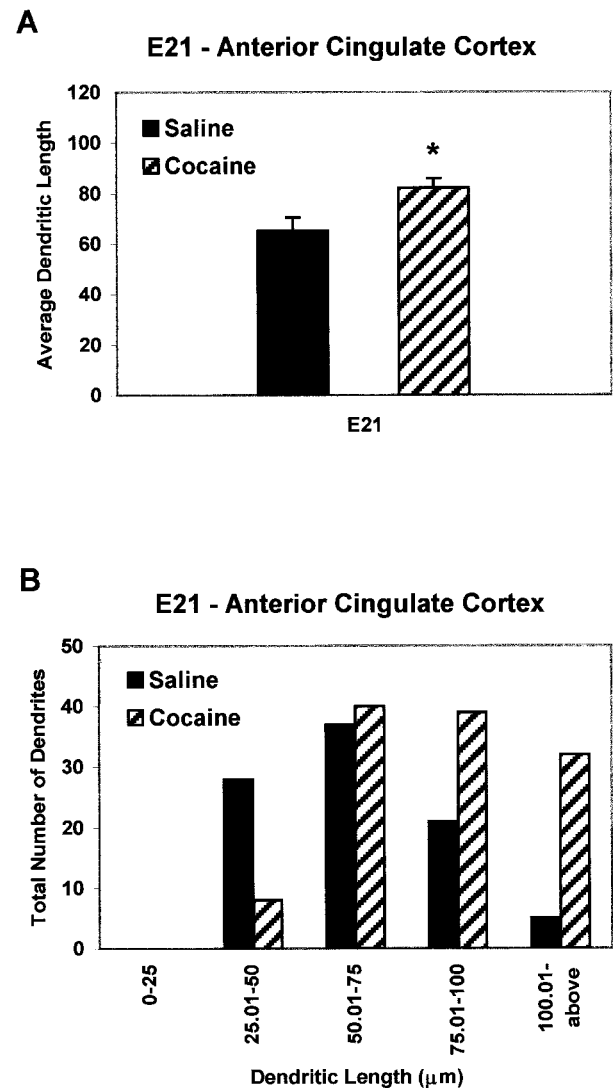 A
E21 - Anterior Cingulate Cortex
Average Dendritic Length
120
100
80
60
40
20
0
Saline
Cocaine
*
E21
B
E21 - Anterior Cingulate Cortex
Total Number of Dendrites
50
40
30
20
10
0
Saline
Cocaine
0-25
25.01-50
50.01-75
75.01-100
100.01-
above
Dendritic Length (μm)